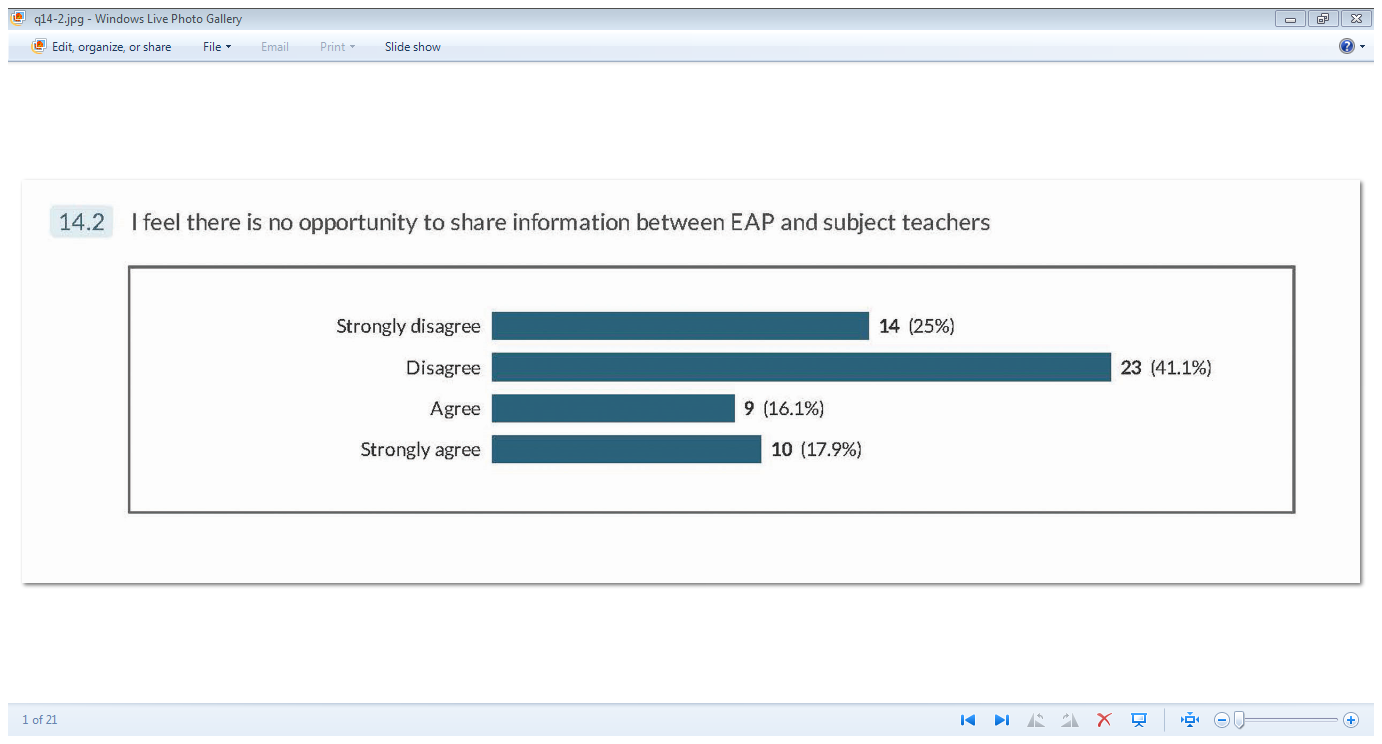 q14-2.jpg - Windows Live Photo Gallery
Edit, organize, or share File Email Print Slide show
14.2 I feel there is no opportunity to share information between EAP and subject teachers
Strongly disagree 14 (25%)
Disagree 23 (41.1%)
Agree 9 (16.1%)
Strongly agree 10 (17.9%)
1 of 21